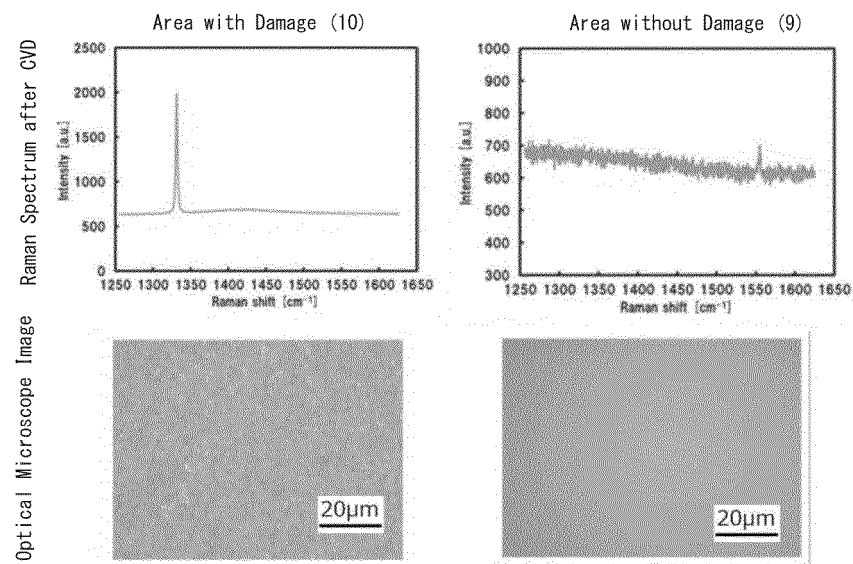 Area with Damage (10)
Area without Damage (9)
Raman Spectrum after CVD
Intensity [a.u.]
2500
2000
1500
1000
500
0
1250 1300 1350 1400 1450 1500 1550 1600 1650
Raman shift [cm⁻¹]
Intensity [a.u.]
1000
900
800
700
600
500
400
300
1250 1300 1350 1400 1450 1500 1550 1600 1650
Raman shift [cm⁻¹]
Optical Microscope Image
20μm
20μm